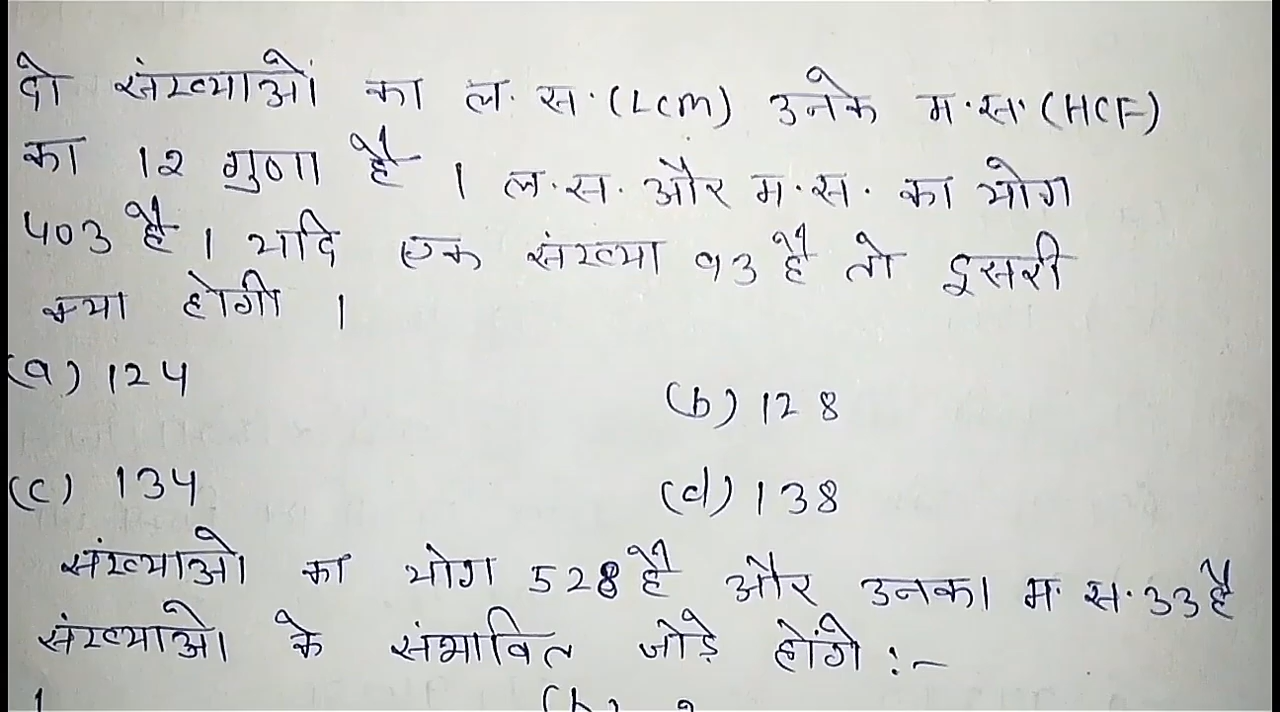 दो संख्याओं का ल.स.(LCM) उनके म.स.(HCF)
का 12 गुणा है । ल.स. और म.स. का योग
403 है । यदि एक संख्या 93 है तो दूसरी
क्या होगी ।
(a) 124
(b) 128
(c) 134
(d) 138
संख्याओ का योग 528 है और उनका म.स.33 है
संख्याओ के संभावित जोड़े होंगे :-